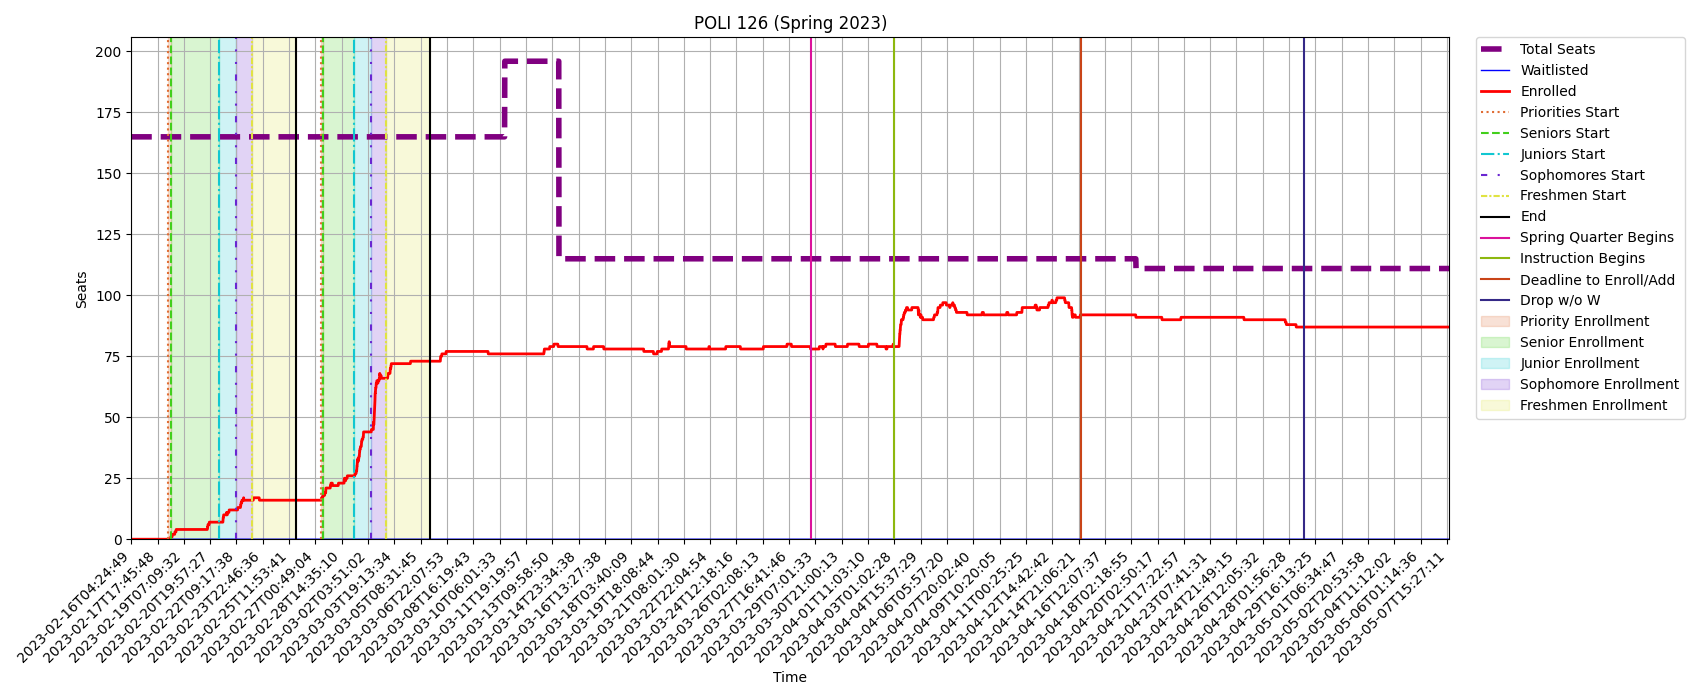 POLI 126 (Spring 2023)
Seats
200
175
150
125
100
75
50
25
0
2023-02-16T04:24:49
2023-02-17T17:45:48
2023-02-19T07:09:32
2023-02-20T19:57:27
2023-02-22T09:17:38
2023-02-23T22:46:36
2023-02-25T11:53:41
2023-02-27T00:49:04
2023-02-28T14:35:10
2023-03-02T03:51:02
2023-03-03T19:13:34
2023-03-05T08:31:45
2023-03-06T22:07:53
2023-03-08T16:19:43
2023-03-10T06:01:33
2023-03-11T19:19:57
2023-03-13T09:58:50
2023-03-14T23:34:38
2023-03-16T13:27:38
2023-03-18T03:40:09
2023-03-19T18:08:44
2023-03-21T08:01:30
2023-03-22T22:04:54
2023-03-24T12:18:16
2023-03-26T02:08:13
2023-03-27T16:41:46
2023-03-29T07:01:33
2023-03-30T21:00:13
2023-04-01T11:03:10
2023-04-03T01:02:28
2023-04-04T15:37:29
2023-04-06T05:57:20
2023-04-07T20:02:40
2023-04-09T10:20:05
2023-04-11T00:25:25
2023-04-12T14:42:42
2023-04-14T21:06:21
2023-04-16T12:07:37
2023-04-18T02:18:55
2023-04-20T02:50:17
2023-04-21T17:22:57
2023-04-23T07:41:31
2023-04-24T21:49:15
2023-04-26T12:05:32
2023-04-28T01:56:28
2023-04-29T16:13:25
2023-05-01T06:34:47
2023-05-02T20:53:58
2023-05-04T11:12:02
2023-05-06T01:14:36
2023-05-07T15:27:11
Time
Total Seats
Waitlisted
Enrolled
Priorities Start
Seniors Start
Juniors Start
Sophomores Start
Freshmen Start
End
Spring Quarter Begins
Instruction Begins
Deadline to Enroll/Add
Drop w/o W
Priority Enrollment
Senior Enrollment
Junior Enrollment
Sophomore Enrollment
Freshmen Enrollment